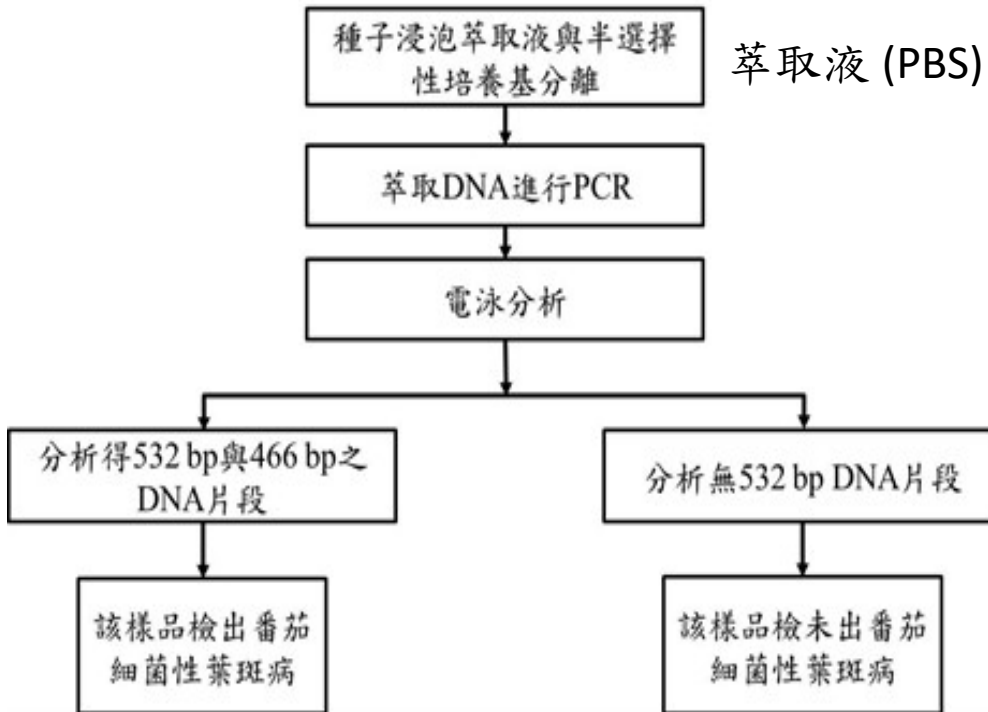 種子浸泡萃取液與半選擇
性培養基分離
萃取液 (PBS)
萃取DNA進行PCR
電泳分析
分析得532 bp與466 bp之
DNA片段
分析無532 bp DNA片段
該樣品檢出番茄
細菌性葉斑病
該樣品檢未出番茄
細菌性葉斑病